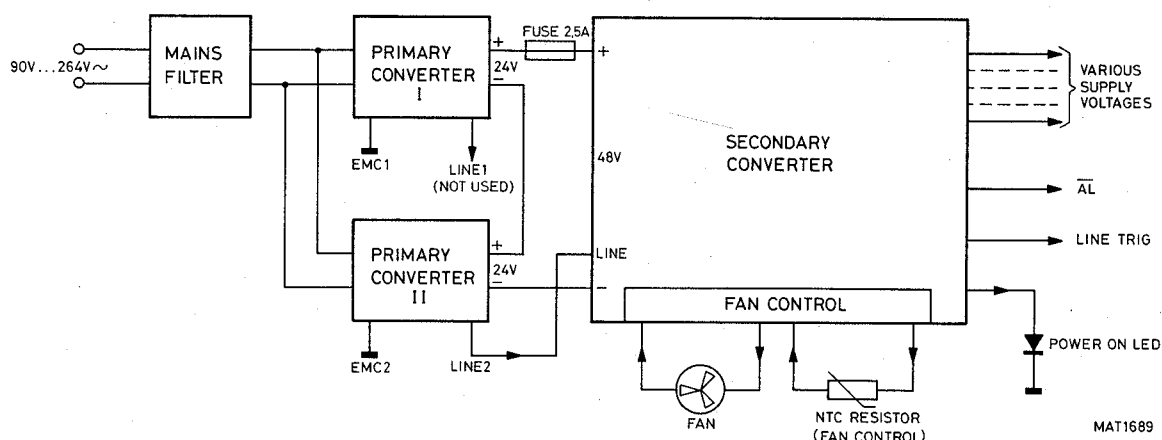 90V...264V~
MAINS
FILTER
PRIMARY
CONVERTER
I
+
24V
−
EMC1
LINE1
(NOT USED)
FUSE 2,5A
PRIMARY
CONVERTER
II
+
24V
−
EMC2
LINE2
+
48V
LINE
−
SECONDARY
CONVERTER
FAN CONTROL
FAN
NTC RESISTOR
(FAN CONTROL)
VARIOUS
SUPPLY
VOLTAGES
A̅L̅
LINE TRIG
POWER ON LED
MAT1689